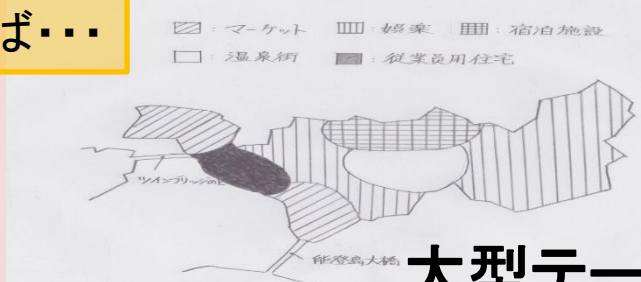 ば・・・
：マーケット ：娯楽 ：宿泊施設
：温泉街 ：従業員用住宅
ツインブリッジのと
能登島大橋
大型テー